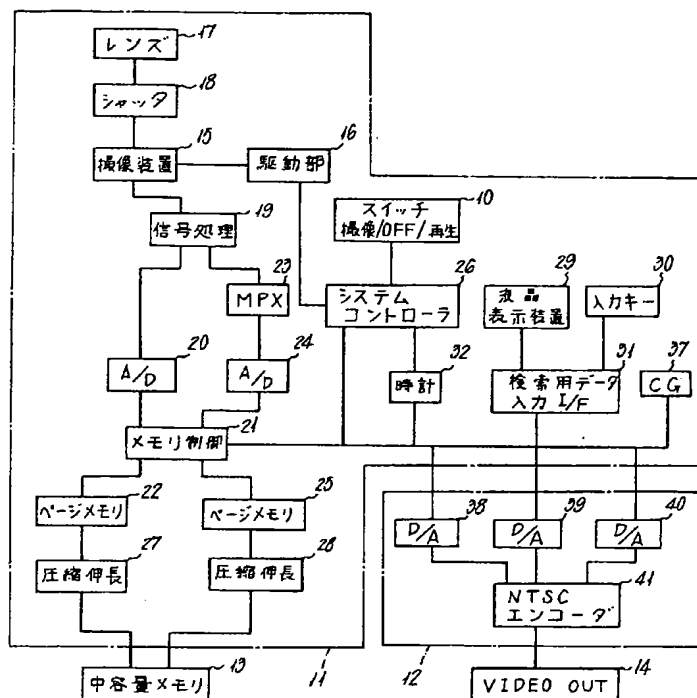 17
レンズ
18
シャッタ
15
撮像装置
16
駆動部
19
信号処理
10
スイッチ
撮像/OFF/再生
23
MPX
26
システム
コントローラ
29
液晶
表示装置
30
入力キー
20
A/D
24
A/D
32
時計
31
検索用データ
入力I/F
37
CG
21
メモリ制御
22
ページメモリ
25
ページメモリ
38
D/A
39
D/A
40
D/A
27
圧縮伸長
28
圧縮伸長
41
NTSC
エンコーダ
11
12
13
中容量メモリ
14
VIDEO OUT